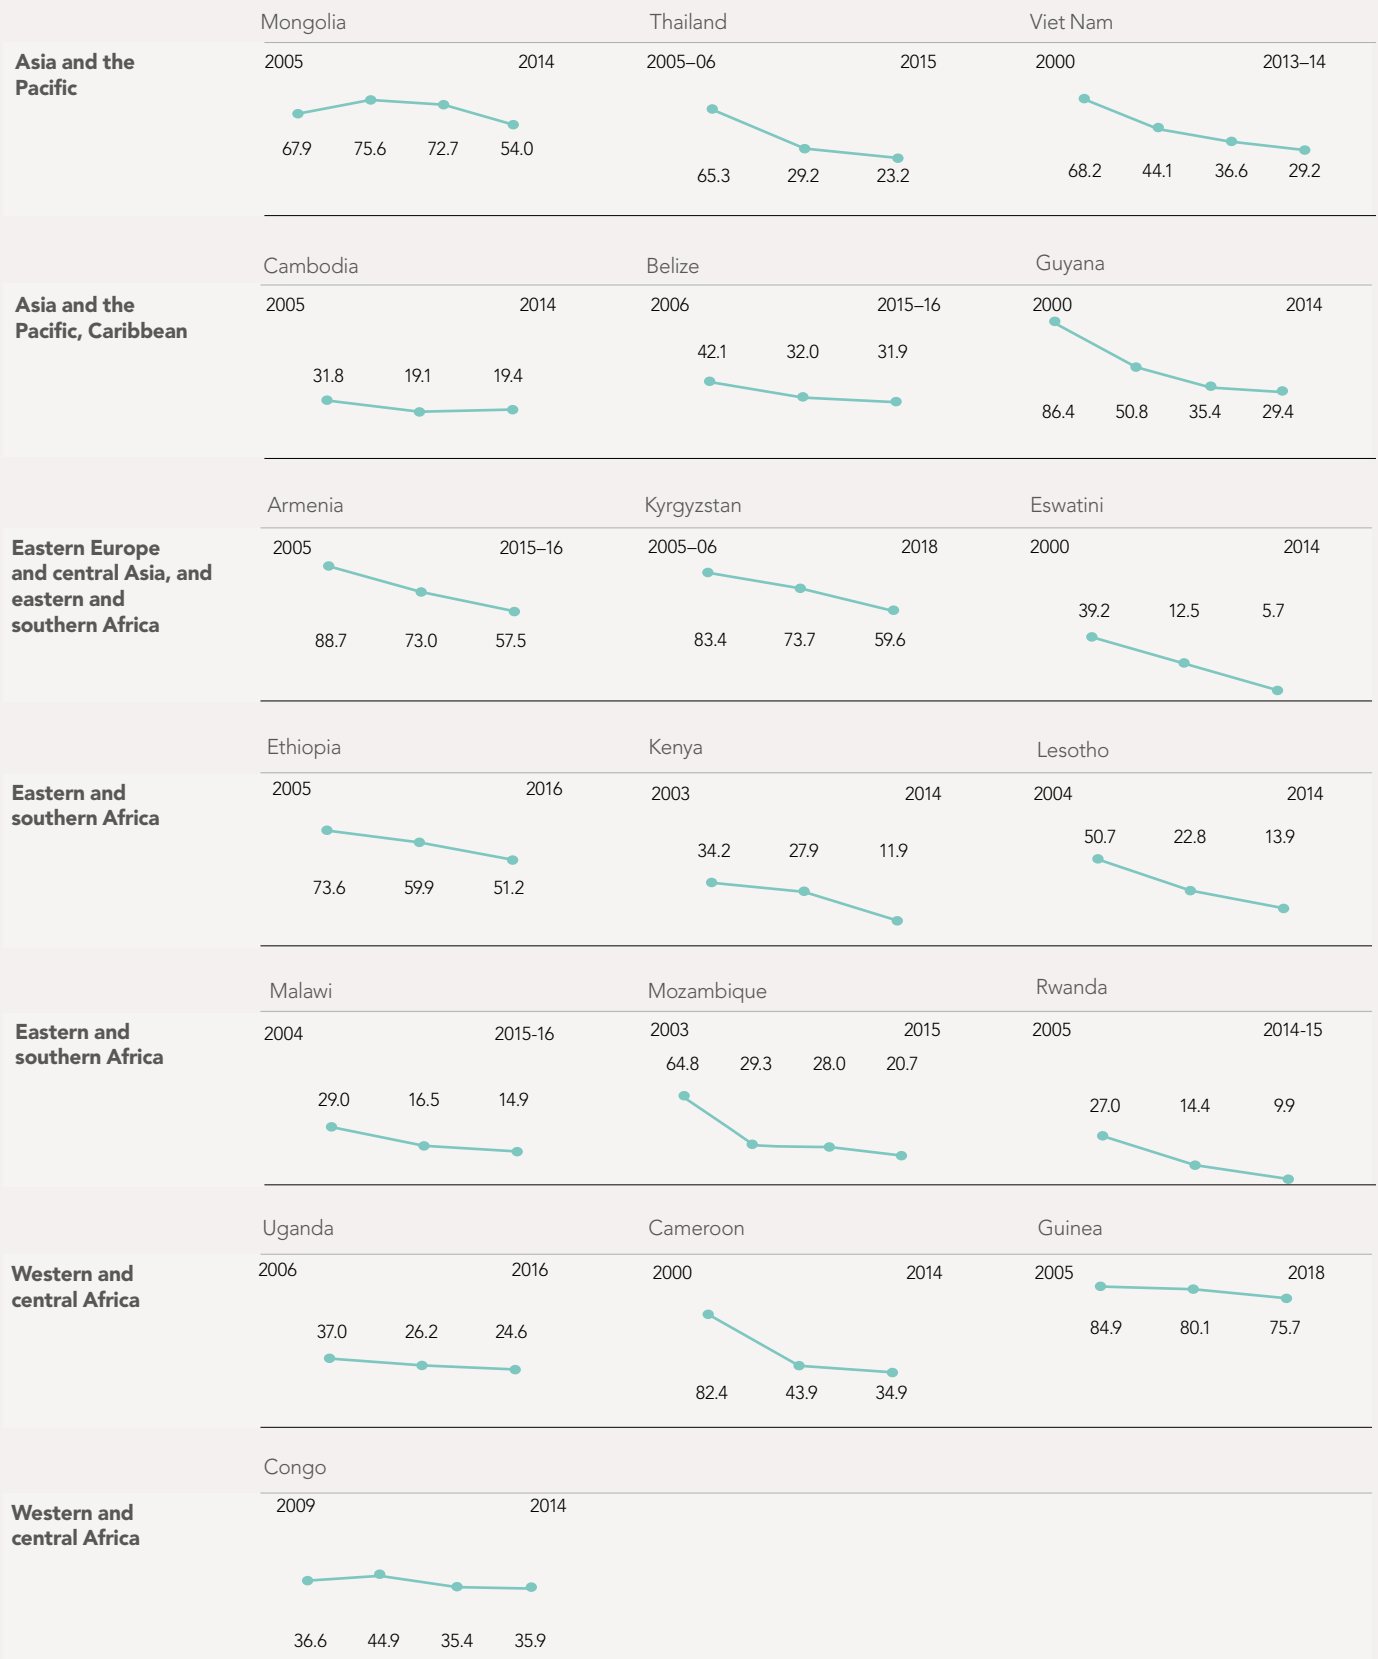 Mongolia
Thailand
Viet Nam
Asia and the
Pacific
2005
2014
2005–06
2015
2000
2013–14
67.9
75.6
72.7
54.0
65.3
29.2
23.2
68.2
44.1
36.6
29.2
Cambodia
Belize
Guyana
Asia and the
Pacific, Caribbean
2005
2014
2006
2015–16
2000
2014
31.8
19.1
19.4
42.1
32.0
31.9
86.4
50.8
35.4
29.4
Armenia
Kyrgyzstan
Eswatini
Eastern Europe
and central Asia, and
eastern and
southern Africa
2005
2015–16
2005–06
2018
2000
2014
88.7
73.0
57.5
83.4
73.7
59.6
39.2
12.5
5.7
Ethiopia
Kenya
Lesotho
Eastern and
southern Africa
2005
2016
2003
2014
2004
2014
73.6
59.9
51.2
34.2
27.9
11.9
50.7
22.8
13.9
Malawi
Mozambique
Rwanda
Eastern and
southern Africa
2004
2015-16
2003
2015
2005
2014-15
29.0
16.5
14.9
64.8
29.3
28.0
20.7
27.0
14.4
9.9
Uganda
Cameroon
Guinea
Western and
central Africa
2006
2016
2000
2014
2005
2018
37.0
26.2
24.6
82.4
43.9
34.9
84.9
80.1
75.7
Congo
Western and
central Africa
2009
2014
36.6
44.9
35.4
35.9